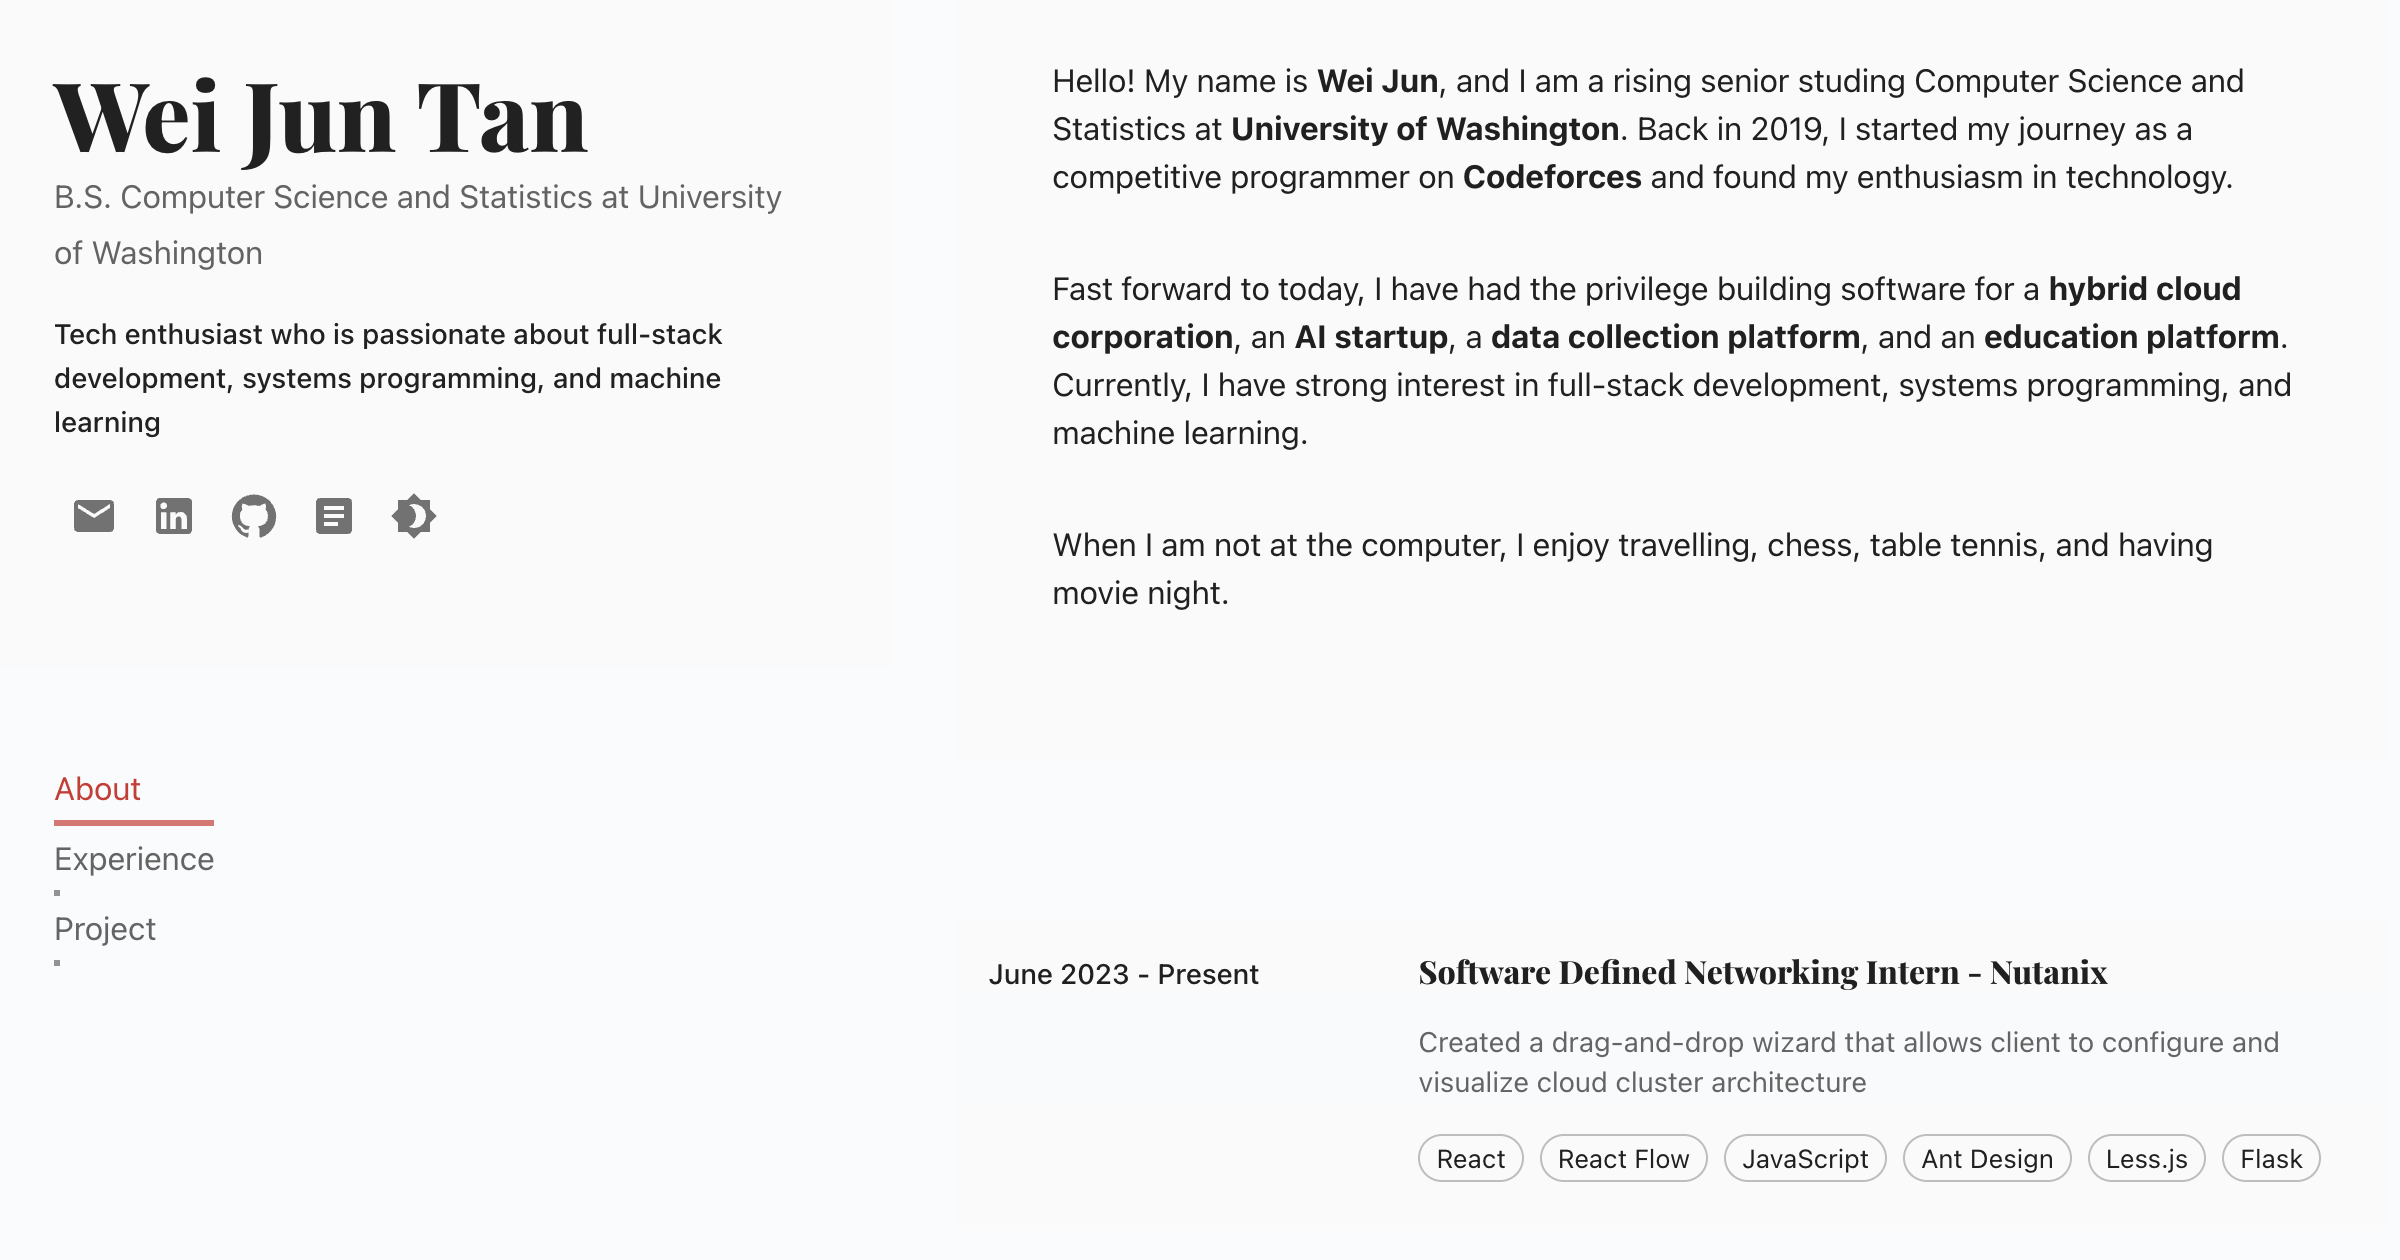 Wei Jun Tan
B.S. Computer Science and Statistics at University
of Washington
Tech enthusiast who is passionate about full-stack
development, systems programming, and machine
learning
in
About
Experience
Project
Hello! My name is Wei Jun, and I am a rising senior studing Computer Science and
Statistics at University of Washington. Back in 2019, I started my journey as a
competitive programmer on Codeforces and found my enthusiasm in technology.
Fast forward to today, I have had the privilege building software for a hybrid cloud
corporation, an AI startup, a data collection platform, and an education platform.
Currently, I have strong interest in full-stack development, systems programming, and
machine learning.
When I am not at the computer, I enjoy travelling, chess, table tennis, and having
movie night.
June 2023 - Present
Software Defined Networking Intern - Nutanix
Created a drag-and-drop wizard that allows client to configure and
visualize cloud cluster architecture
React React Flow JavaScript Ant Design Less.js Flask